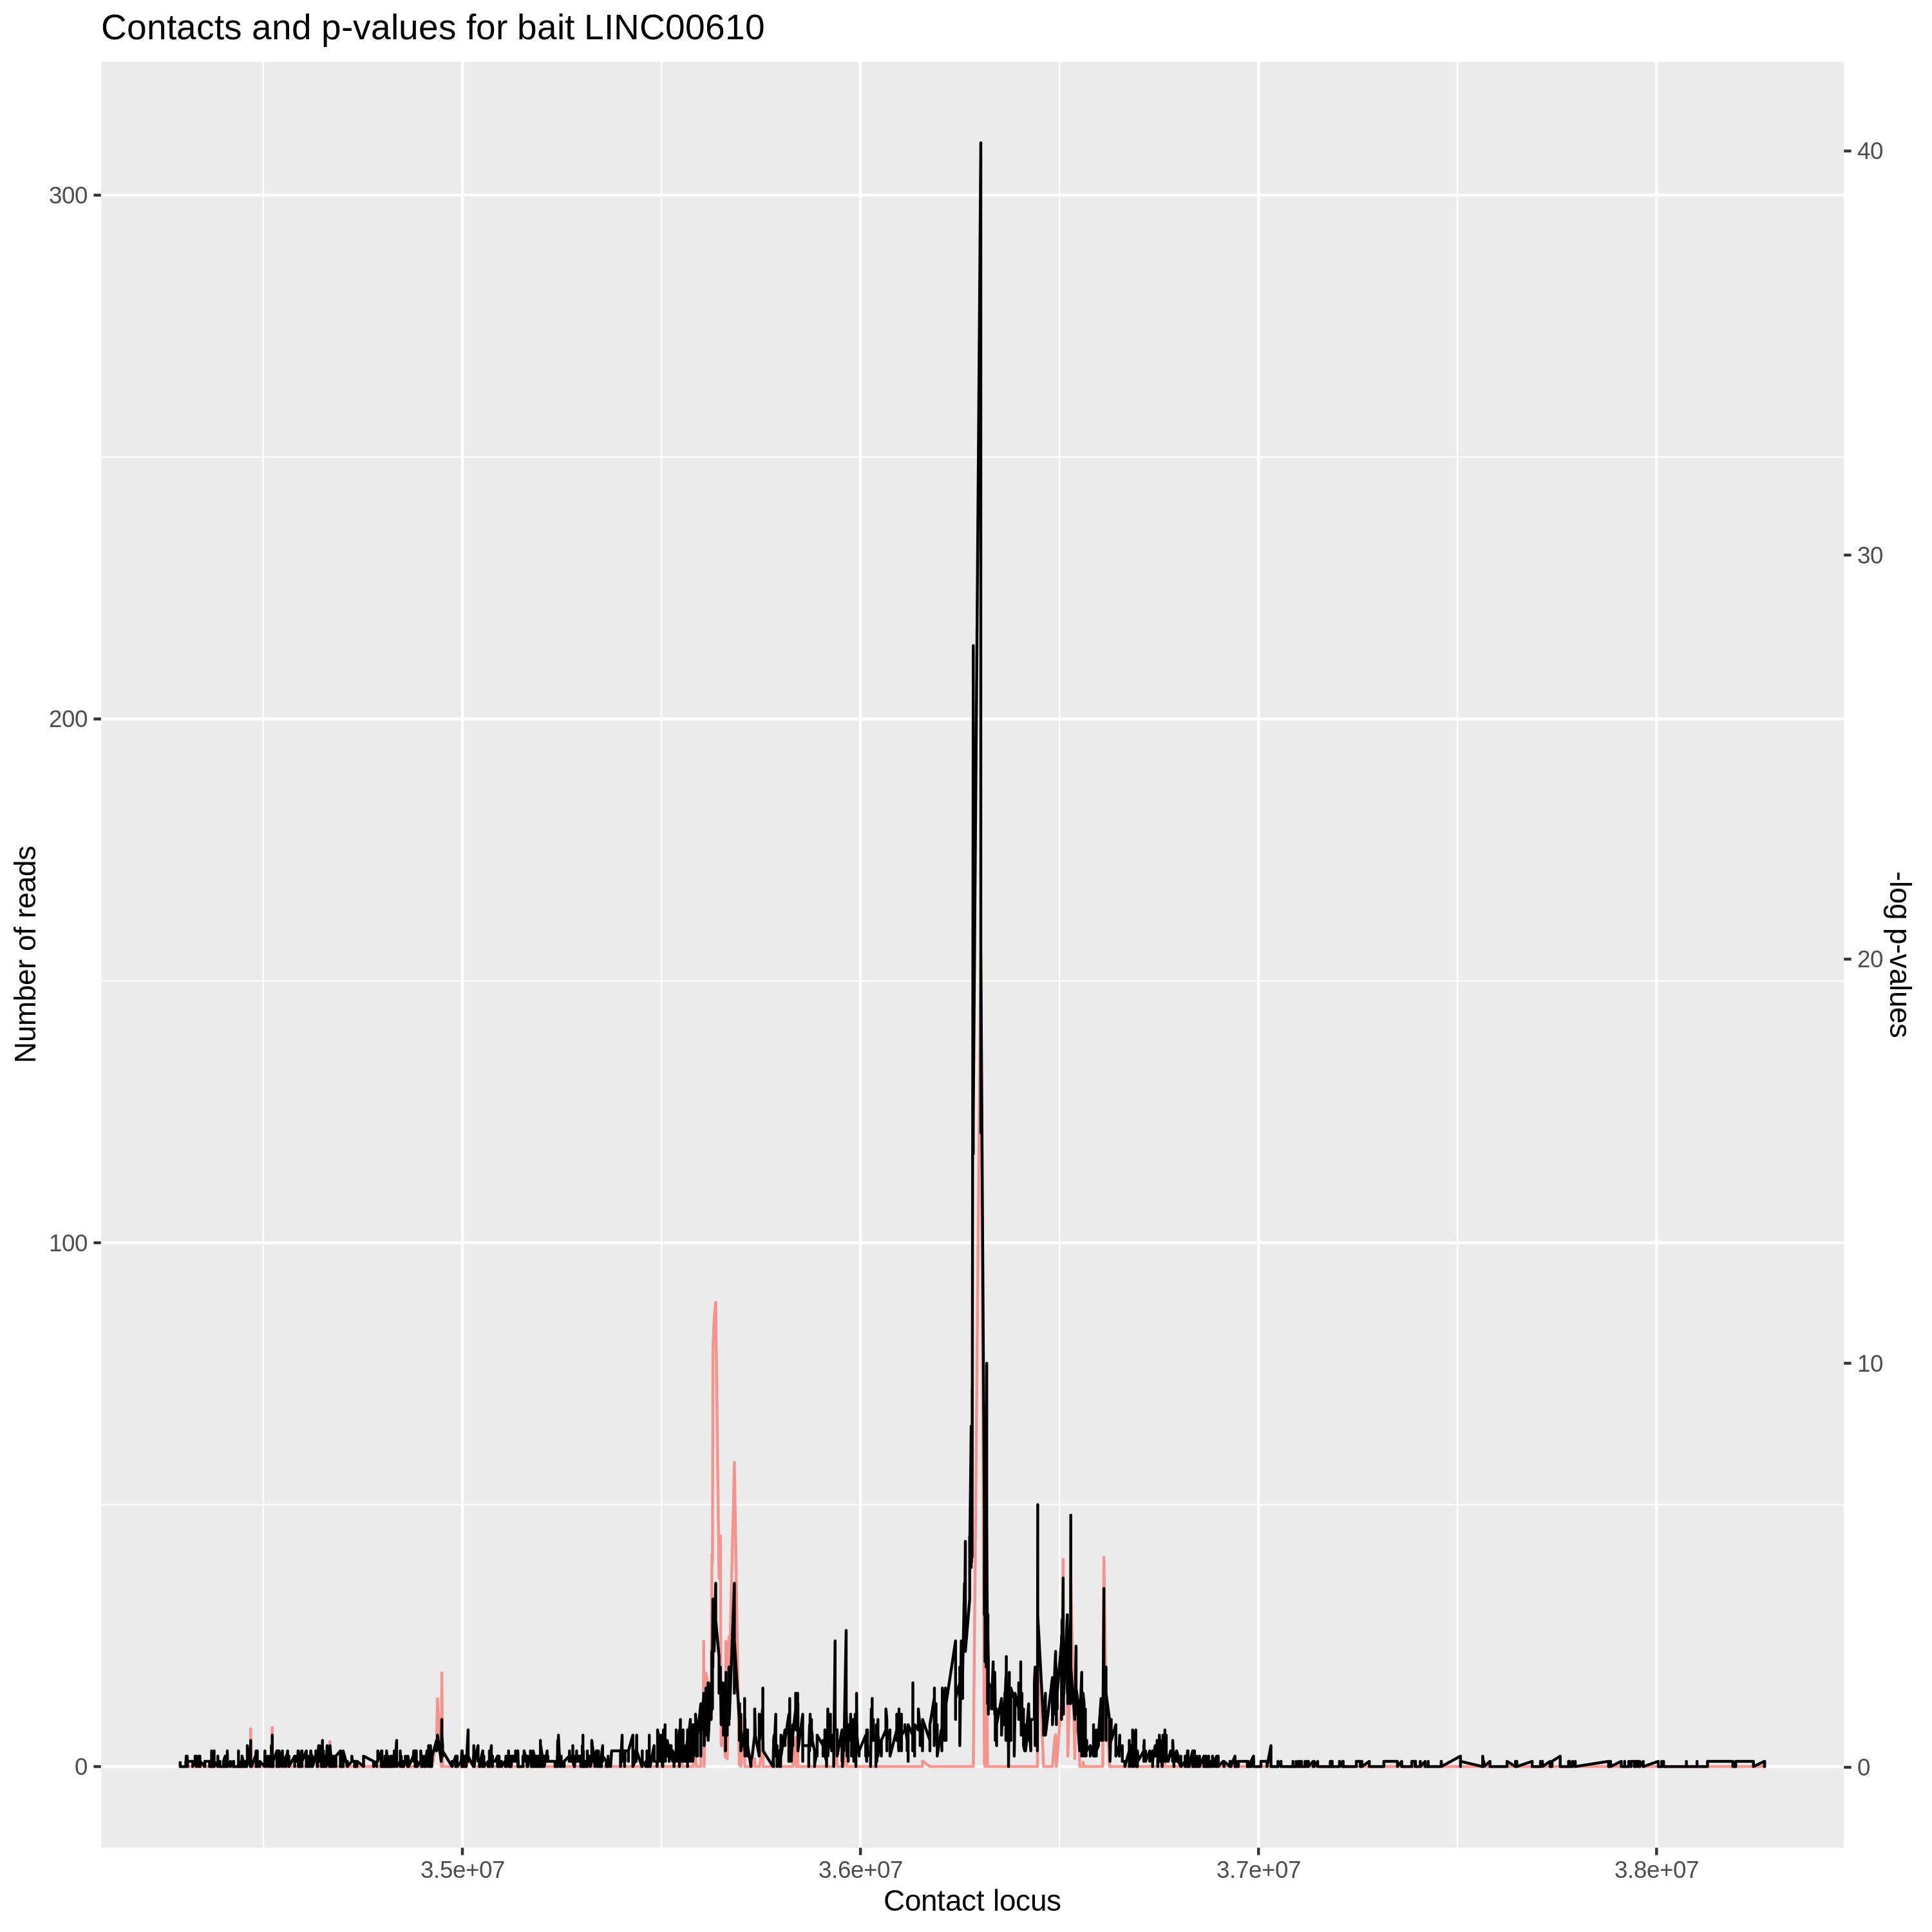 Contacts and p-values for bait LINC00610
300
200
100
0
Number of reads
40
30
20
10
0
-log p-values
3.5e+07
3.6e+07
3.7e+07
3.8e+07
Contact locus